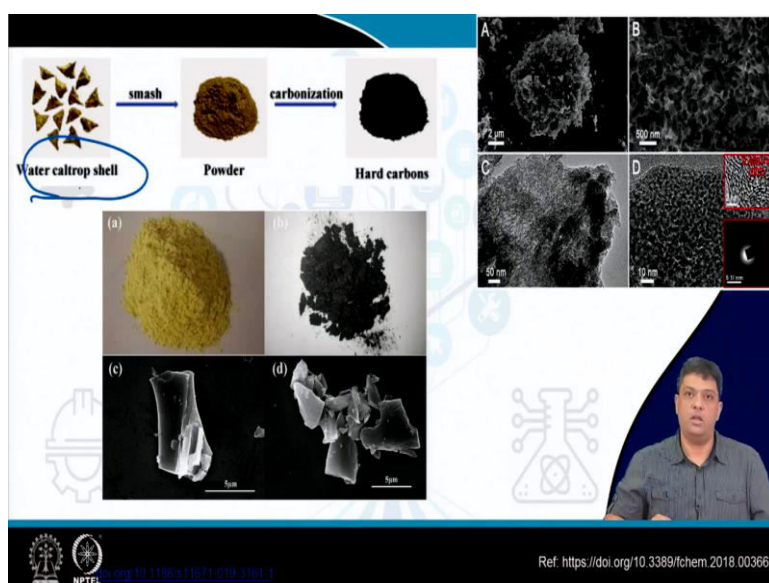 smash
carbonization
Water caltrop shell
Powder
Hard carbons
A
2 μm
B
500 nm
C
50 nm
D
10 nm
(a)
(b)
(c)
5μm
(d)
5μm
NPTEL
Ref: https://doi.org/10.3389/fchem.2018.00366